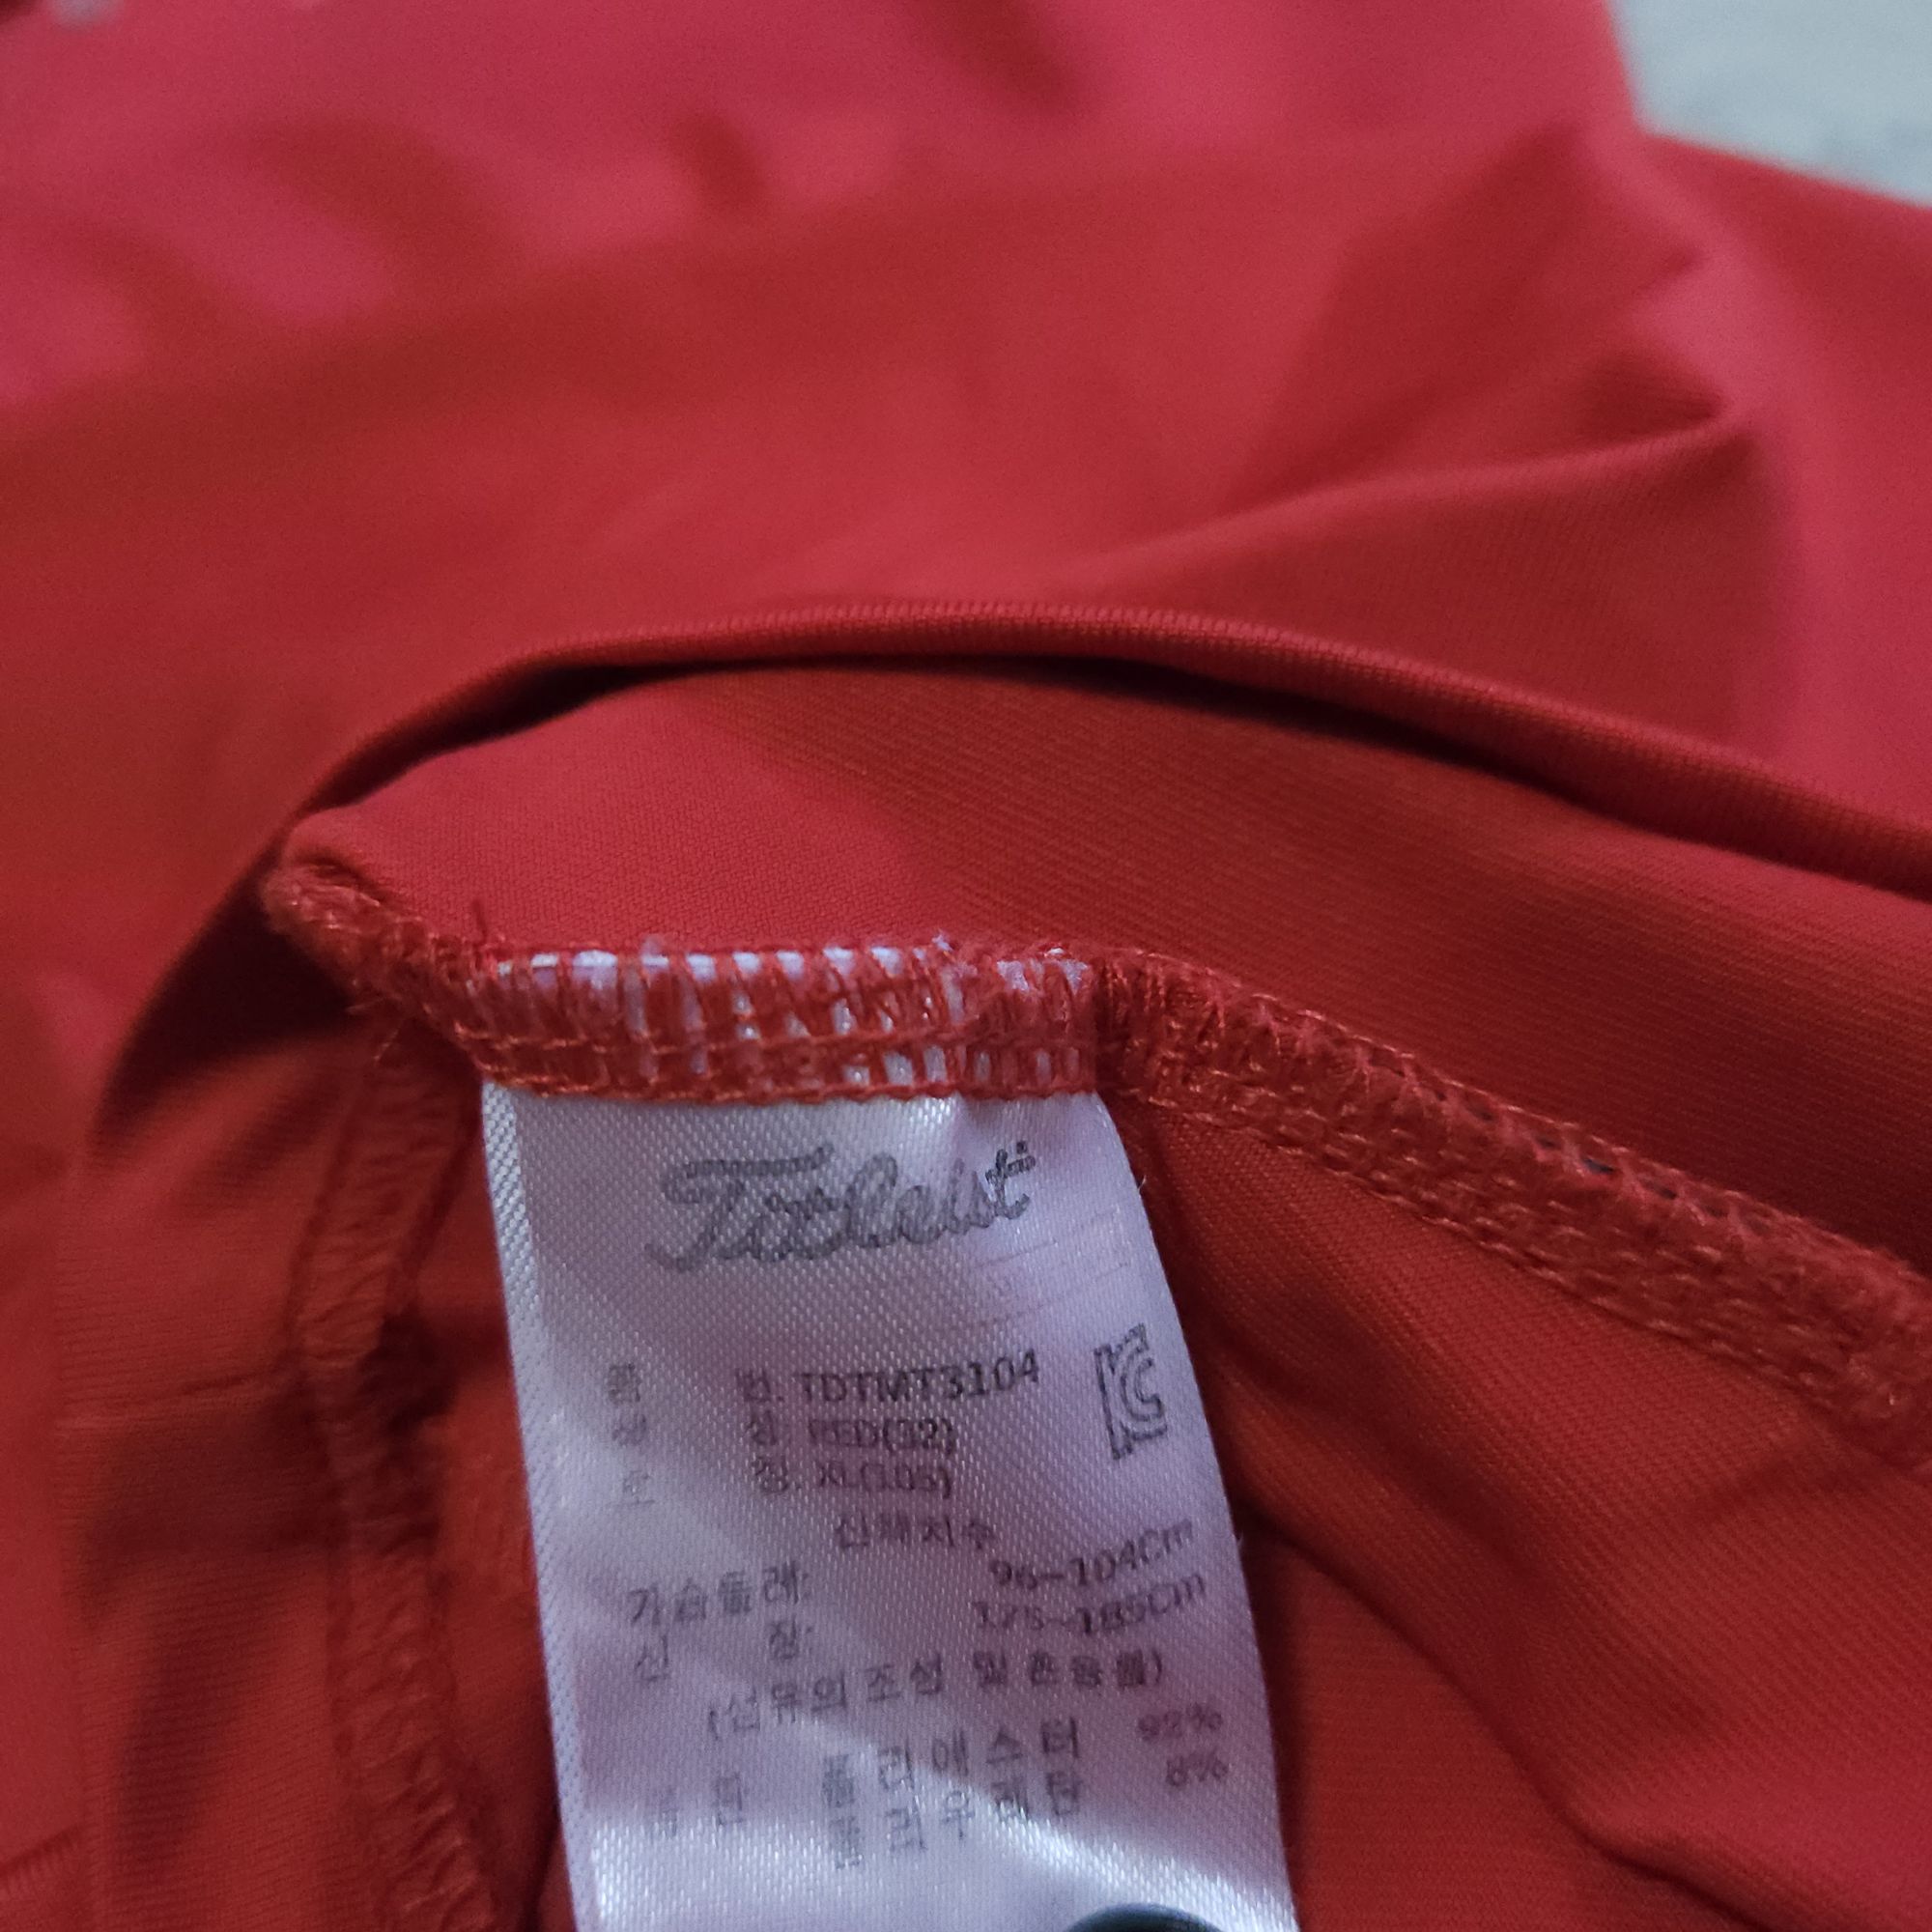 Titleist
품 번: TDTMT3104
색 상: RED(32)
호 칭: XL(105)
KC
신체치수
가슴둘레: 96~104Cm
신 장: 175~185Cm
(섬유의 조성 및 혼용률)
폴리에스터 92%
폴리우레탄 8%